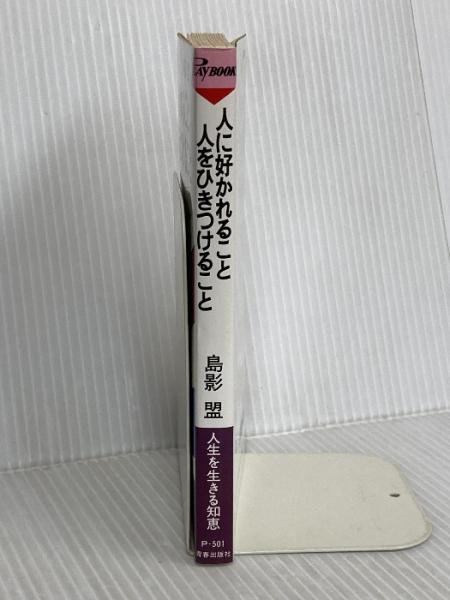 PLAYBOOK
人に好かれること
人をひきつけること
島影 盟
人生を生きる知恵
P-501
青春出版社